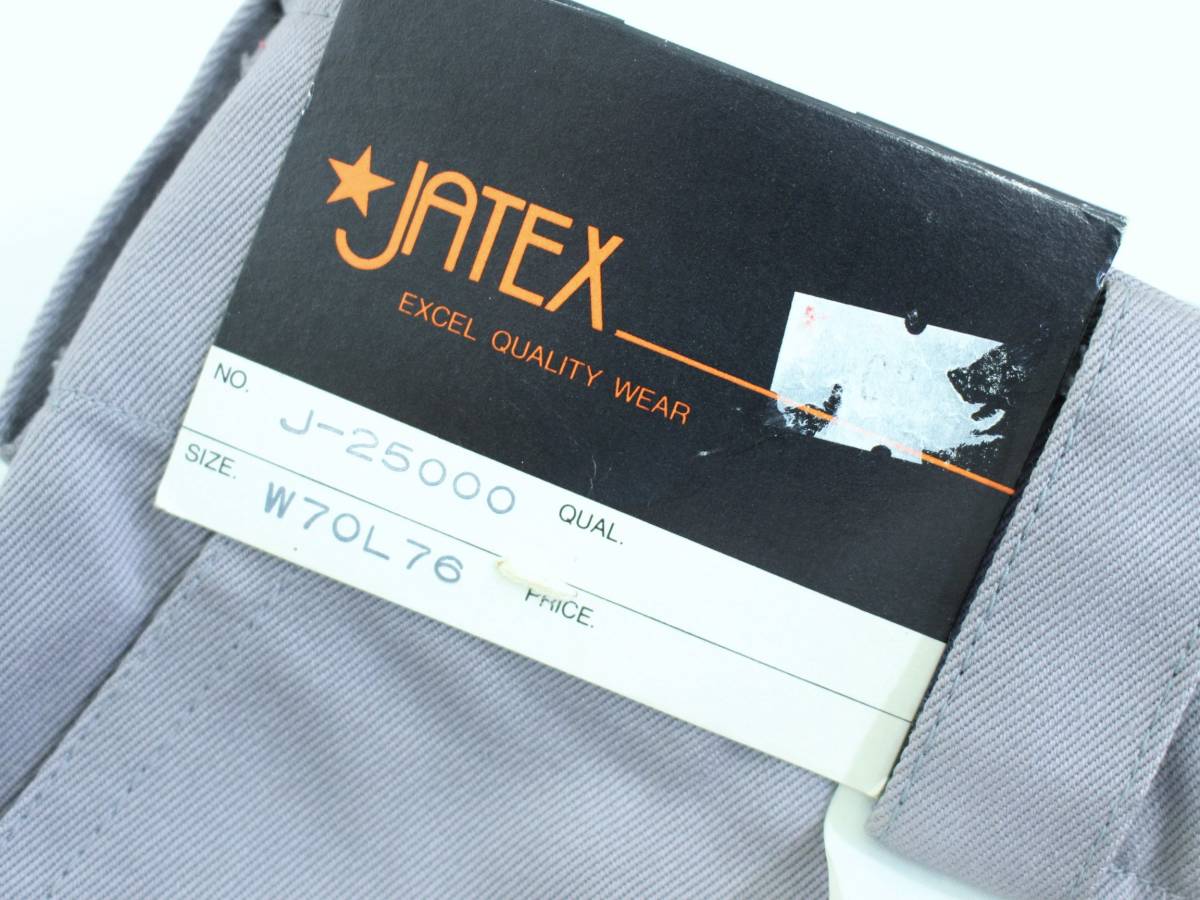 JATEX
EXCEL QUALITY WEAR
NO. J-25000 QUAL.
SIZE. W70L76 PRICE.